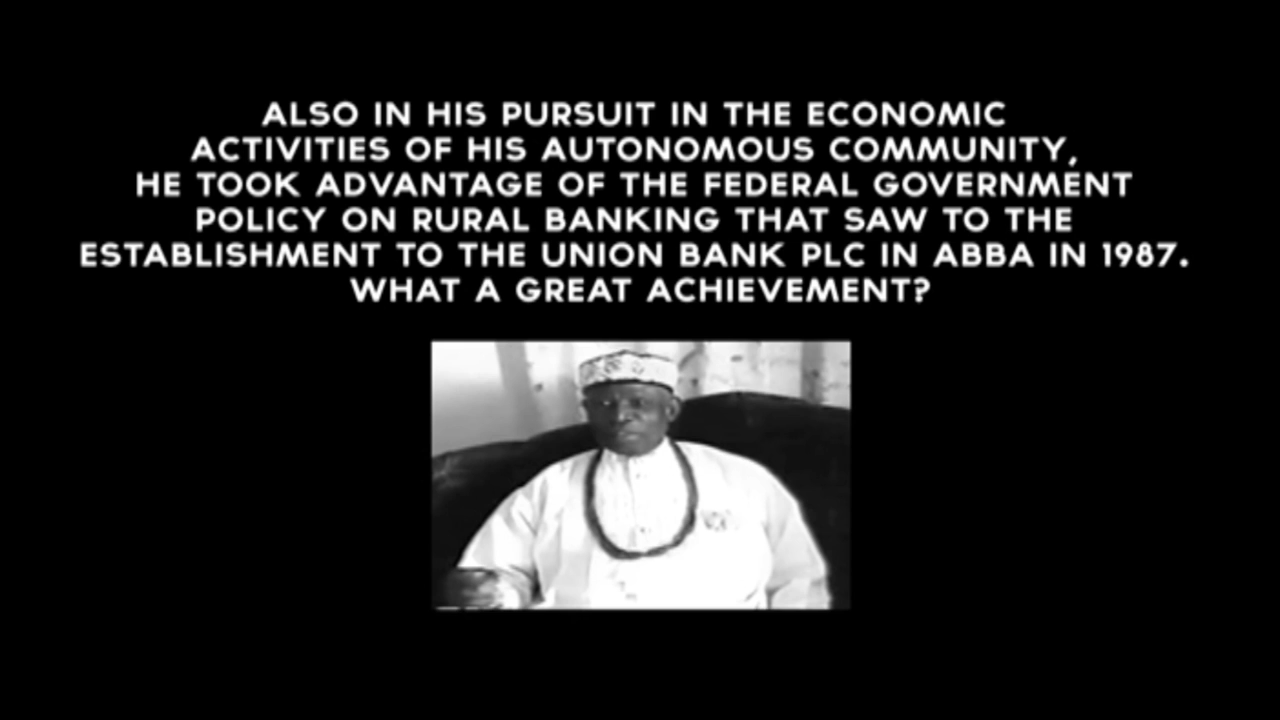 ALSO IN HIS PURSUIT IN THE ECONOMIC
ACTIVITIES OF HIS AUTONOMOUS COMMUNITY,
HE TOOK ADVANTAGE OF THE FEDERAL GOVERNMENT
POLICY ON RURAL BANKING THAT SAW TO THE
ESTABLISHMENT TO THE UNION BANK PLC IN ABBA IN 1987.
WHAT A GREAT ACHIEVEMENT?